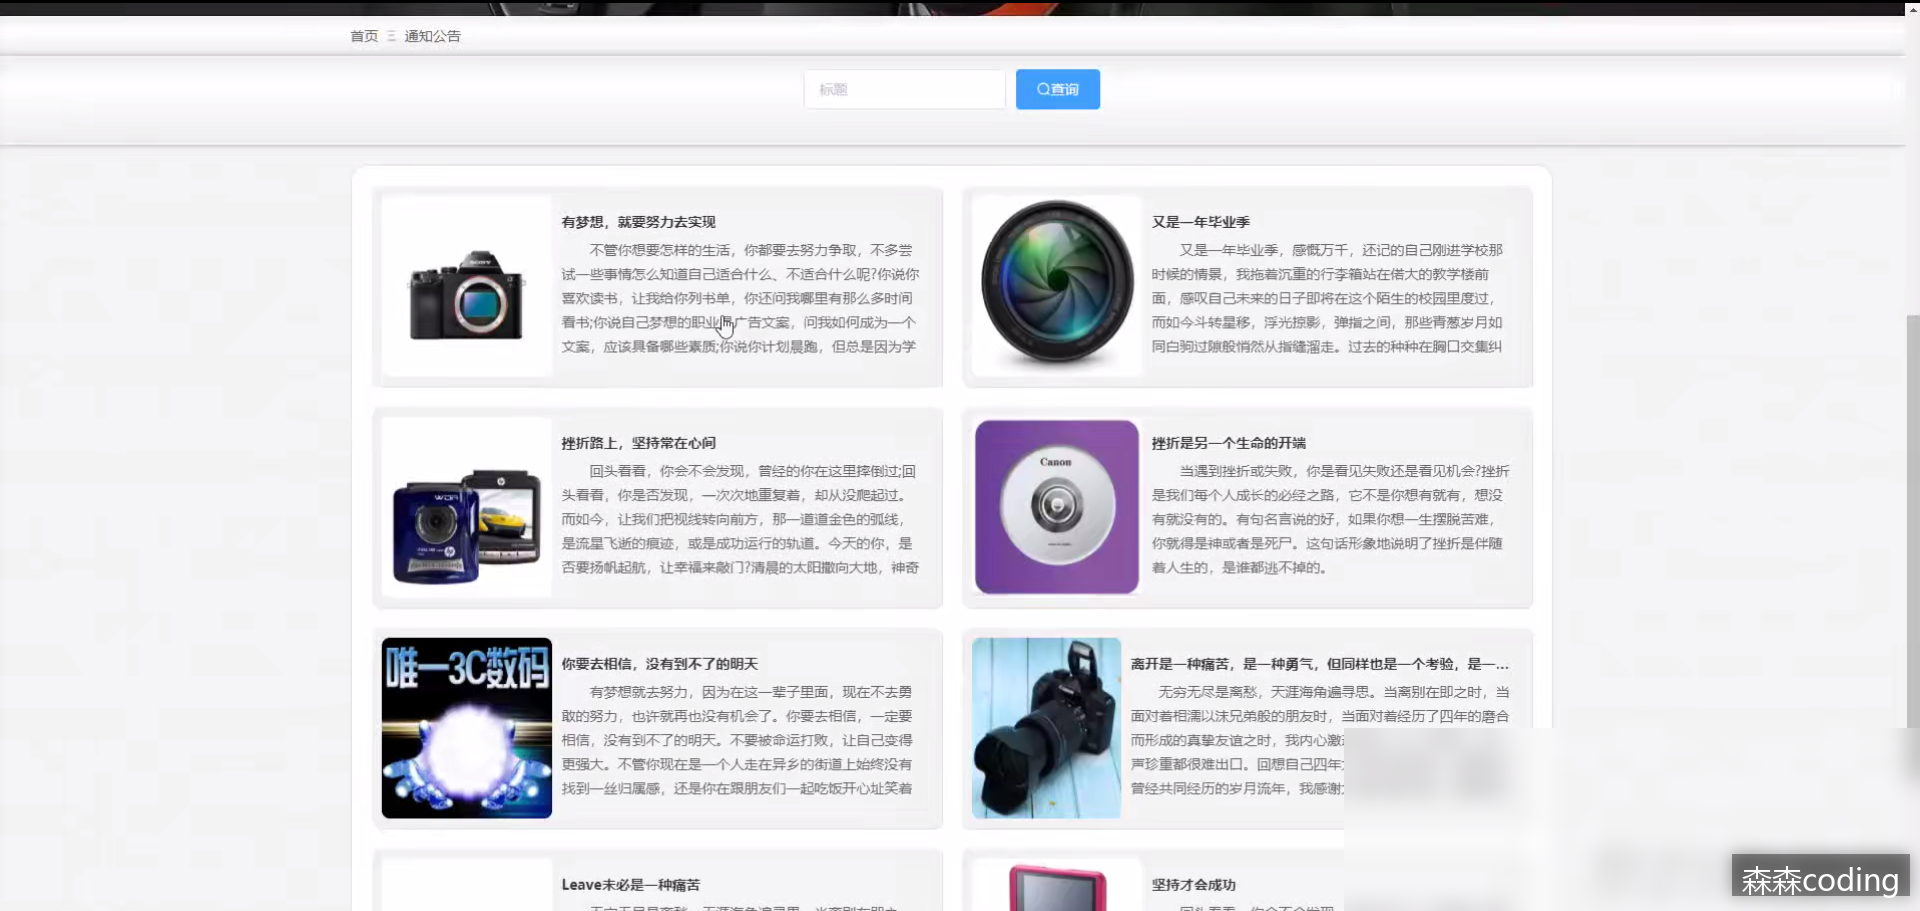 首页 三 通知公告
标题
查询
有梦想，就要努力去实现
不管你想要怎样的生活，你都要去努力争取，不多尝
试一些事情怎么知道自己适合什么、不适合什么呢?你说你
喜欢读书，让我给你列书单，你还问我哪里有那么多时间
看书;你说自己梦想的职业是广告文案，问我如何成为一个
文案，应该具备哪些素质;你说你计划晨跑，但总是因为学
又是一年毕业季
又是一年毕业季，感慨万千，还记的自己刚进学校那
时候的情景，我拖着沉重的行李箱站在偌大的教学楼前
面，感叹自己未来的日子即将在这个陌生的校园里度过，
而如今斗转星移，浮光掠影，弹指之间，那些青葱岁月如
同白驹过隙般悄然从指缝溜走。过去的种种在胸口交集纠
SONY
挫折路上，坚持常在心间
回头看看，你会不会发现，曾经的你在这里摔倒过;回
头看看，你是否发现，一次次地重复着，却从没爬起过。
而如今，让我们把视线转向前方，那一道道金色的弧线，
是流星飞逝的痕迹，或是成功运行的轨道。今天的你，是
否要扬帆起航，让幸福来敲门?清晨的太阳撒向大地，神奇
WDR
hp
Canon
挫折是另一个生命的开端
当遇到挫折或失败，你是看见失败还是看见机会?挫折
是我们每个人成长的必经之路，它不是你想有就有，想没
有就没有的。有句名言说的好，如果你想一生摆脱苦难，
你就得是神或者是死尸。这句话形象地说明了挫折是伴随
着人生的，是谁都逃不掉的。
唯一3C数码
你要去相信，没有到不了的明天
有梦想就去努力，因为在这一辈子里面，现在不去勇
敢的努力，也许就再也没有机会了。你要去相信，一定要
相信，没有到不了的明天。不要被命运打败，让自己变得
更强大。不管你现在是一个人走在异乡的街道上始终没有
找到一丝归属感，还是你在跟朋友们一起吃饭开心址笑着
离开是一种痛苦，是一种勇气，但同样也是一个考验，是一...
无穷无尽是离愁，天涯海角遍寻思。当离别在即之时，当
面对着相濡以沫兄弟般的朋友时，当面对着经历了四年的磨合
而形成的真挚友谊之时，我内心激
声珍重都很难出口。回想自己四年
曾经共同经历的岁月流年，我感谢
Leave未必是一种痛苦
坚持才会成功
森森coding